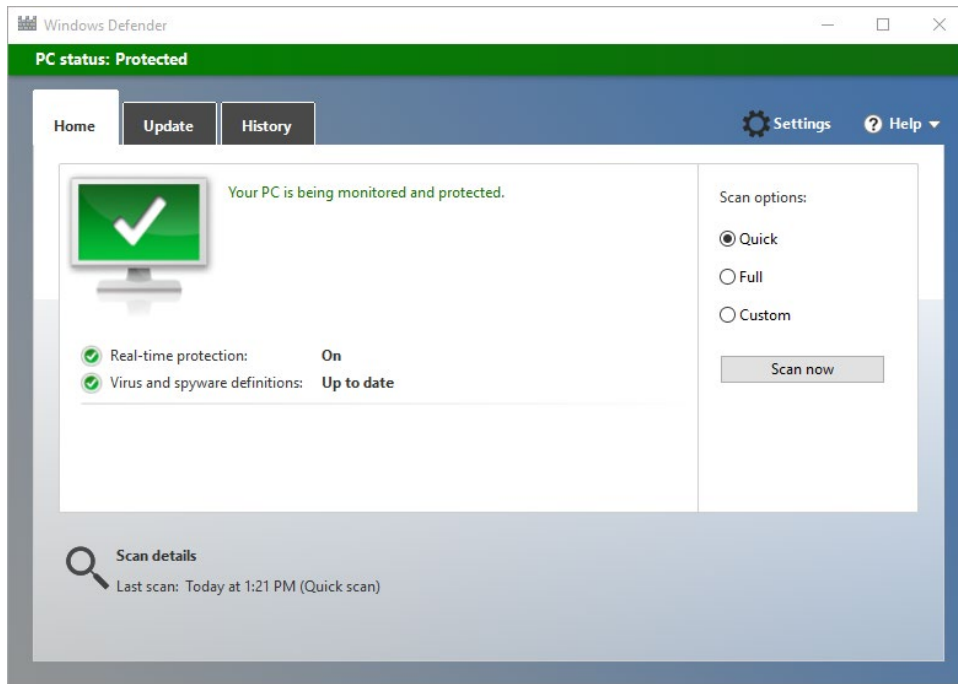 Windows Defender
PC status: Protected
Home
Update
History
Settings
Help
Your PC is being monitored and protected.
Real-time protection: On
Virus and spyware definitions: Up to date
Scan options:
Quick
Full
Custom
Scan now
Scan details
Last scan: Today at 1:21 PM (Quick scan)